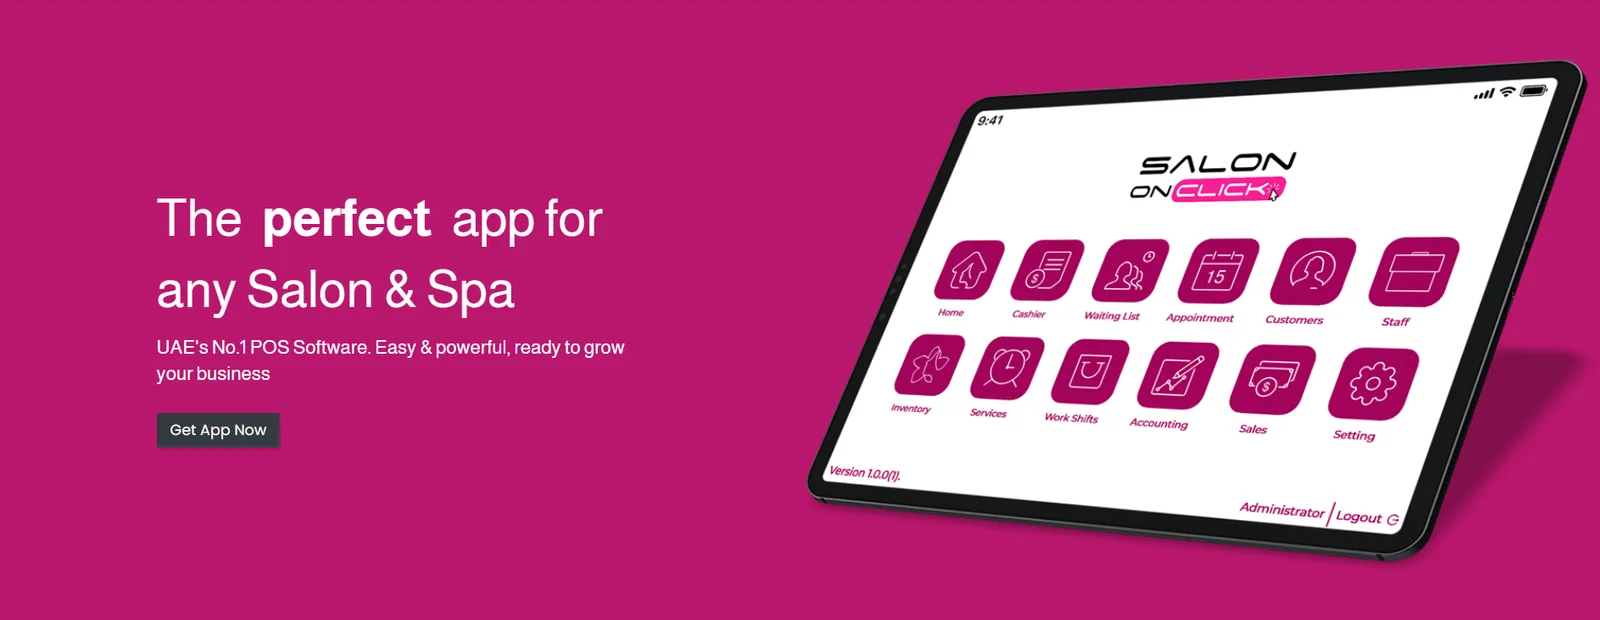 The perfect app for
any Salon & Spa
UAE's No.1 POS Software. Easy & powerful, ready to grow
your business
Get App Now
9:41
SALON
ON CLICK
Home
Cashier
Waiting List
15
Appointment
Customers
Staff
Inventory
Services
Work Shifts
Accounting
Sales
Setting
Version 1.0.0(1).
Administrator | Logout